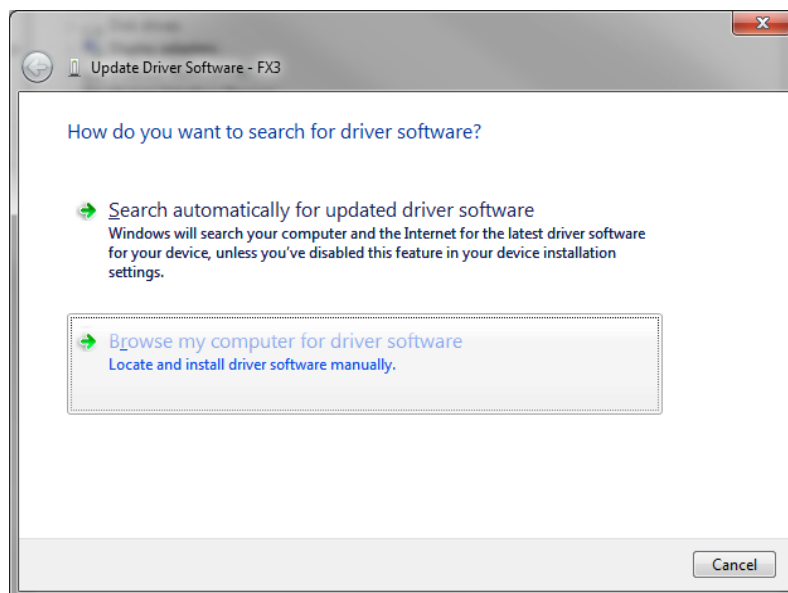 Update Driver Software - FX3
How do you want to search for driver software?
Search automatically for updated driver software
Windows will search your computer and the Internet for the latest driver software
for your device, unless you've disabled this feature in your device installation
settings.
Browse my computer for driver software
Locate and install driver software manually.
Cancel